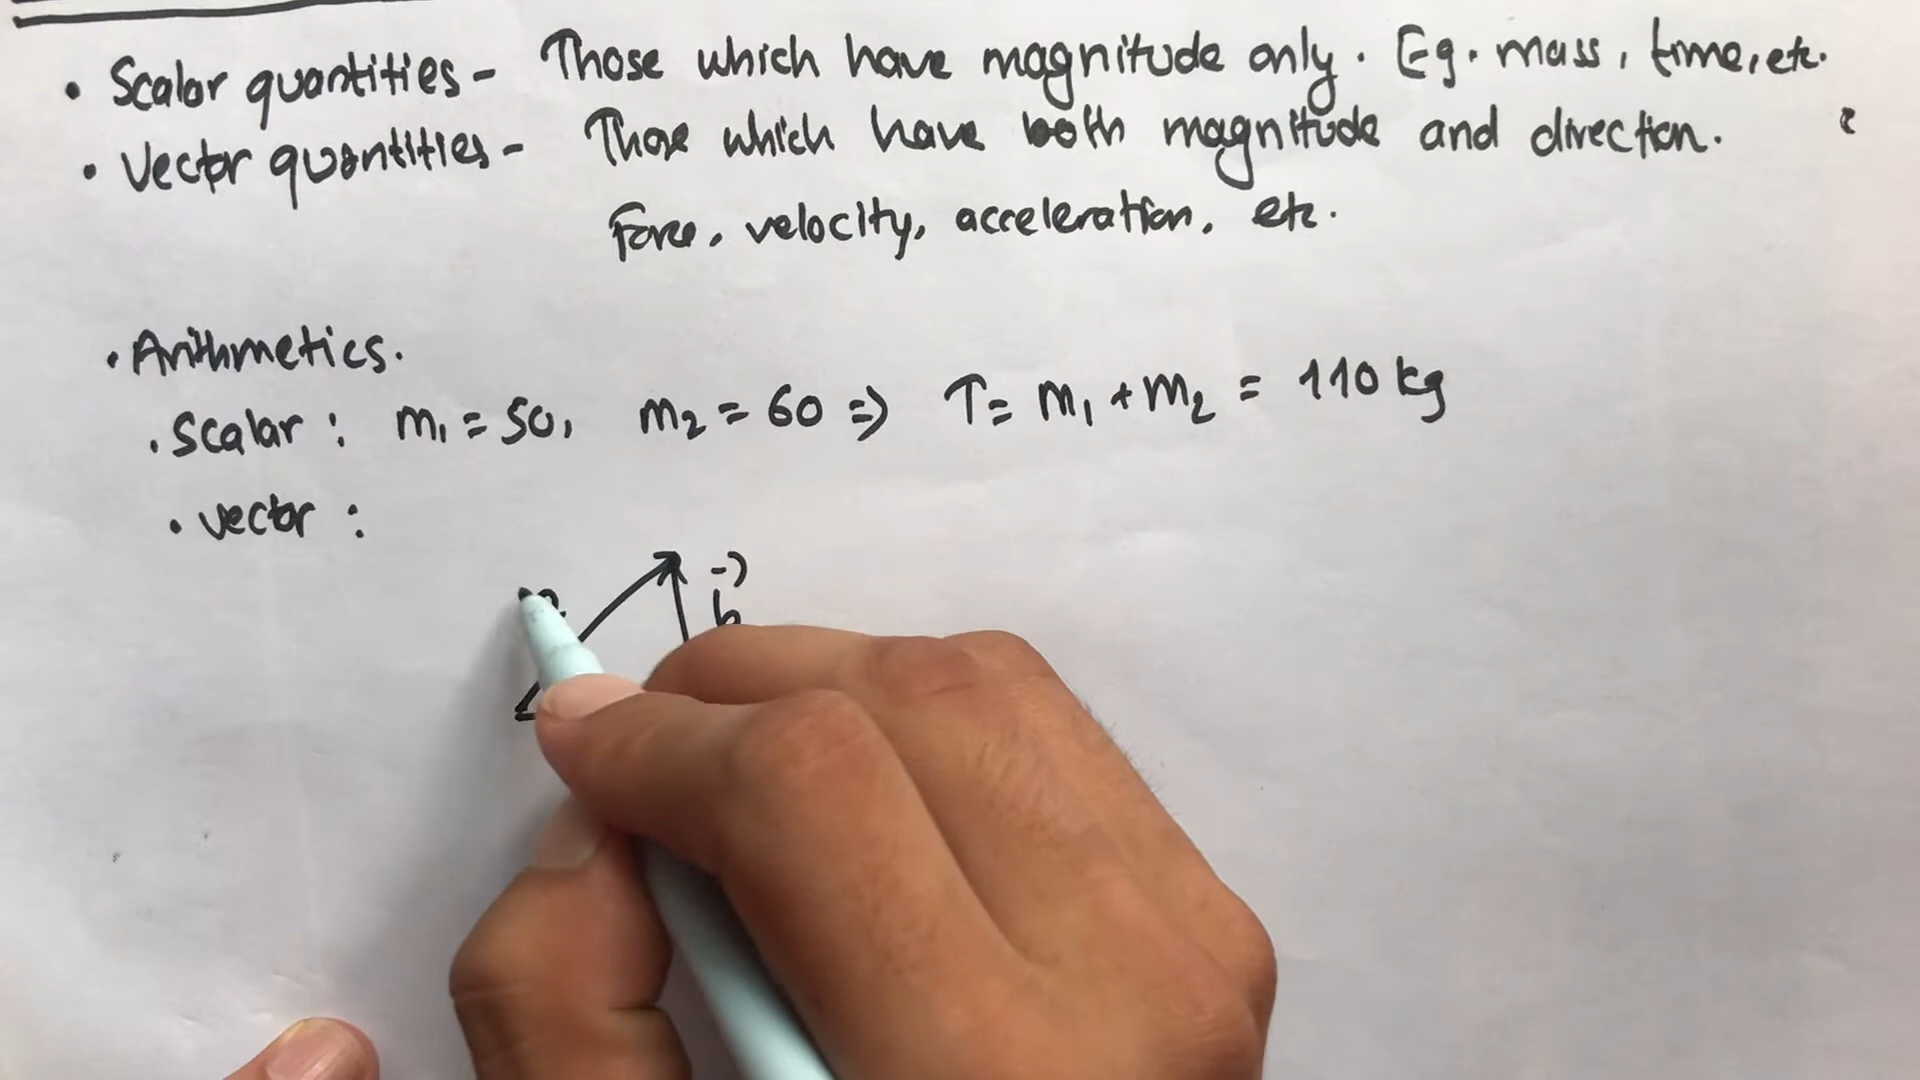 • Scalar quantities - Those which have magnitude only. Eg. mass, time, etc.
• Vector quantities - Those which have both magnitude and direction.
Force, velocity, acceleration, etc.
• Arithmetics.
• Scalar : m₁ = 50, m₂ = 60 => T = m₁ + m₂ = 110 kg
• vector :
b